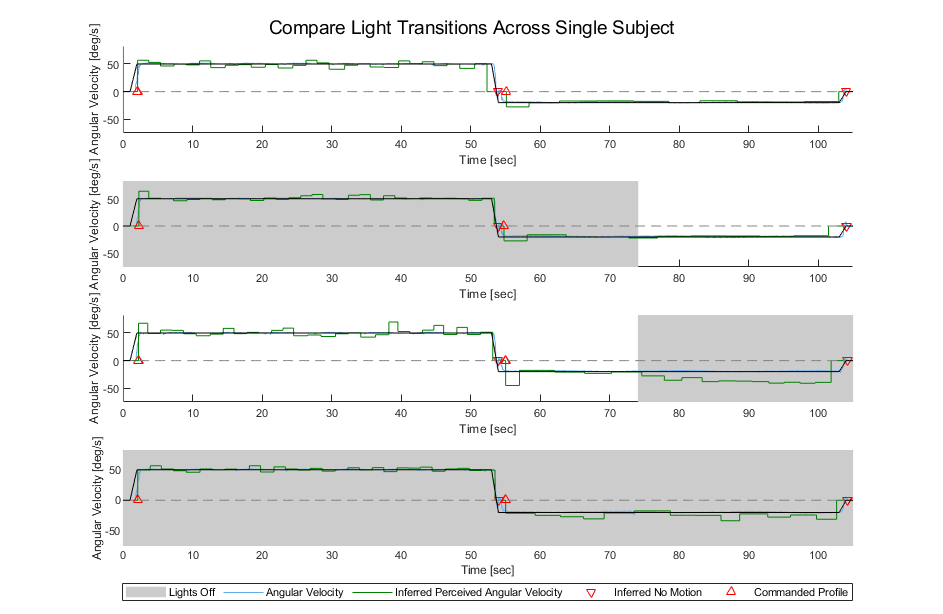 Compare Light Transitions Across Single Subject
Angular Velocity [deg/s]
50
0
-50
0 10 20 30 40 50 60 70 80 90 100
Time [sec]
Angular Velocity [deg/s]
50
0
-50
0 10 20 30 40 50 60 70 80 90 100
Time [sec]
Angular Velocity [deg/s]
50
0
-50
0 10 20 30 40 50 60 70 80 90 100
Time [sec]
Angular Velocity [deg/s]
50
0
-50
0 10 20 30 40 50 60 70 80 90 100
Time [sec]
Lights Off Angular Velocity Inferred Perceived Angular Velocity Inferred No Motion Commanded Profile